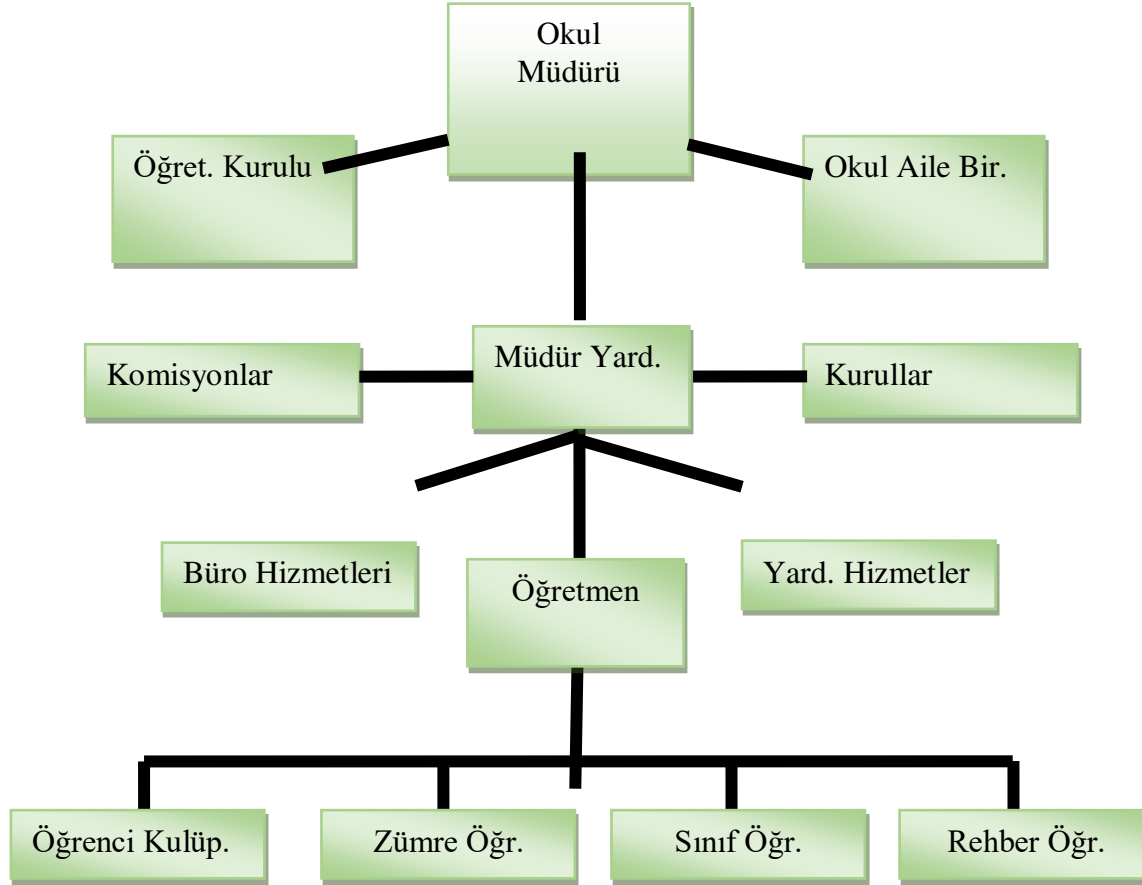 Okul
Müdürü
Öğret. Kurulu
Okul Aile Bir.
Komisyonlar
Müdür Yard.
Kurullar
Büro Hizmetleri
Öğretmen
Yard. Hizmetler
Öğrenci Kulüp.
Zümre Öğr.
Sınıf Öğr.
Rehber Öğr.